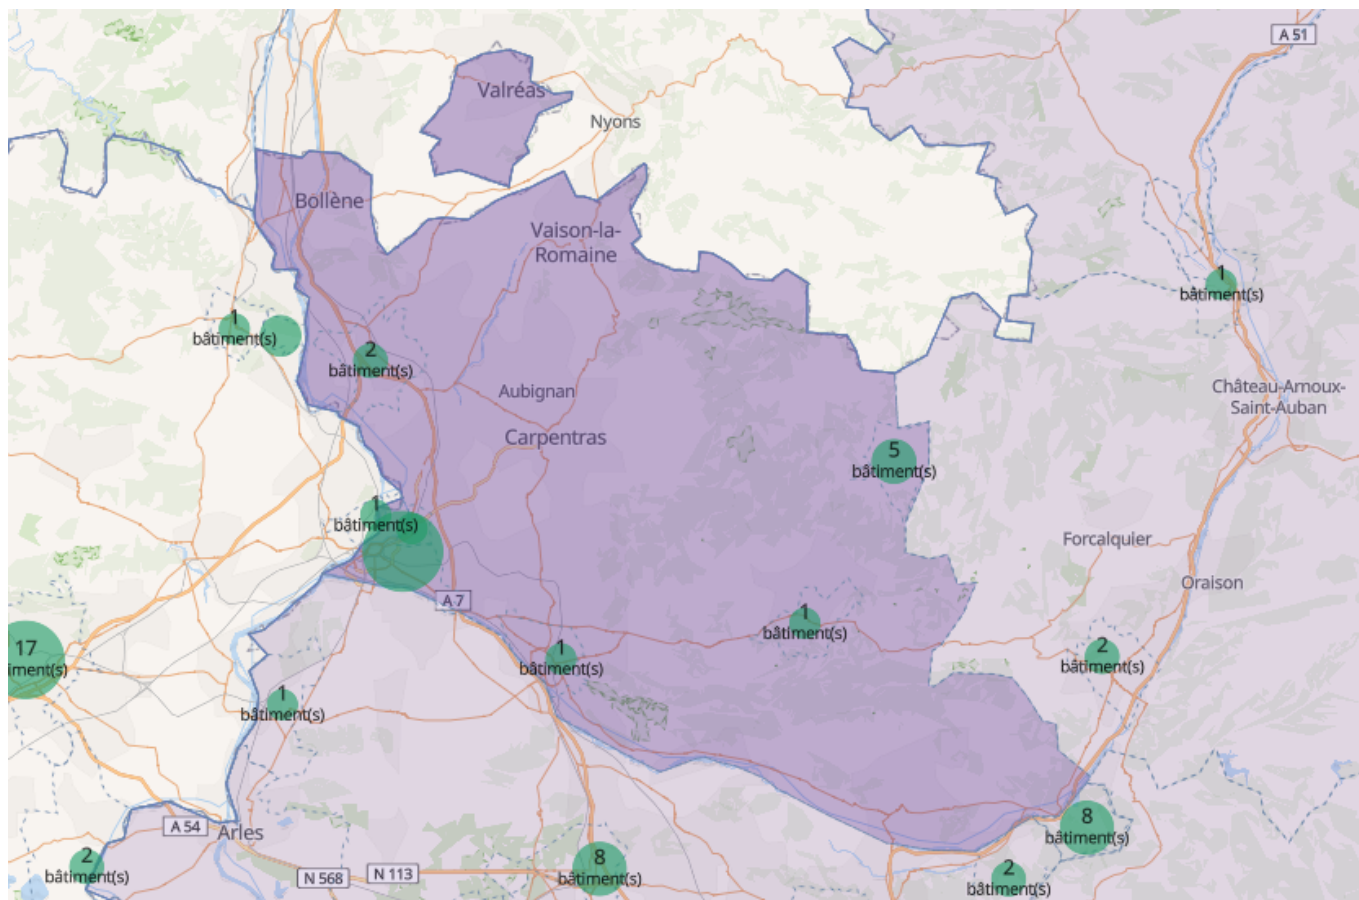 A 51
Valréas
Nyons
Bollène
Vaison-la-
Romaine
1
bâtiment(s)
1
bâtiment(s)
2
bâtiment(s)
Château-Arnoux-
Saint-Auban
Aubignan
Carpentras
5
bâtiment(s)
1
bâtiment(s)
Forcalquier
Oraison
A 7
1
bâtiment(s)
17
iment(s)
1
bâtiment(s)
2
bâtiment(s)
1
bâtiment(s)
A 54
Arles
8
bâtiment(s)
2
bâtiment(s)
N 568
N 113
8
bâtiment(s)
2
bâtiment(s)